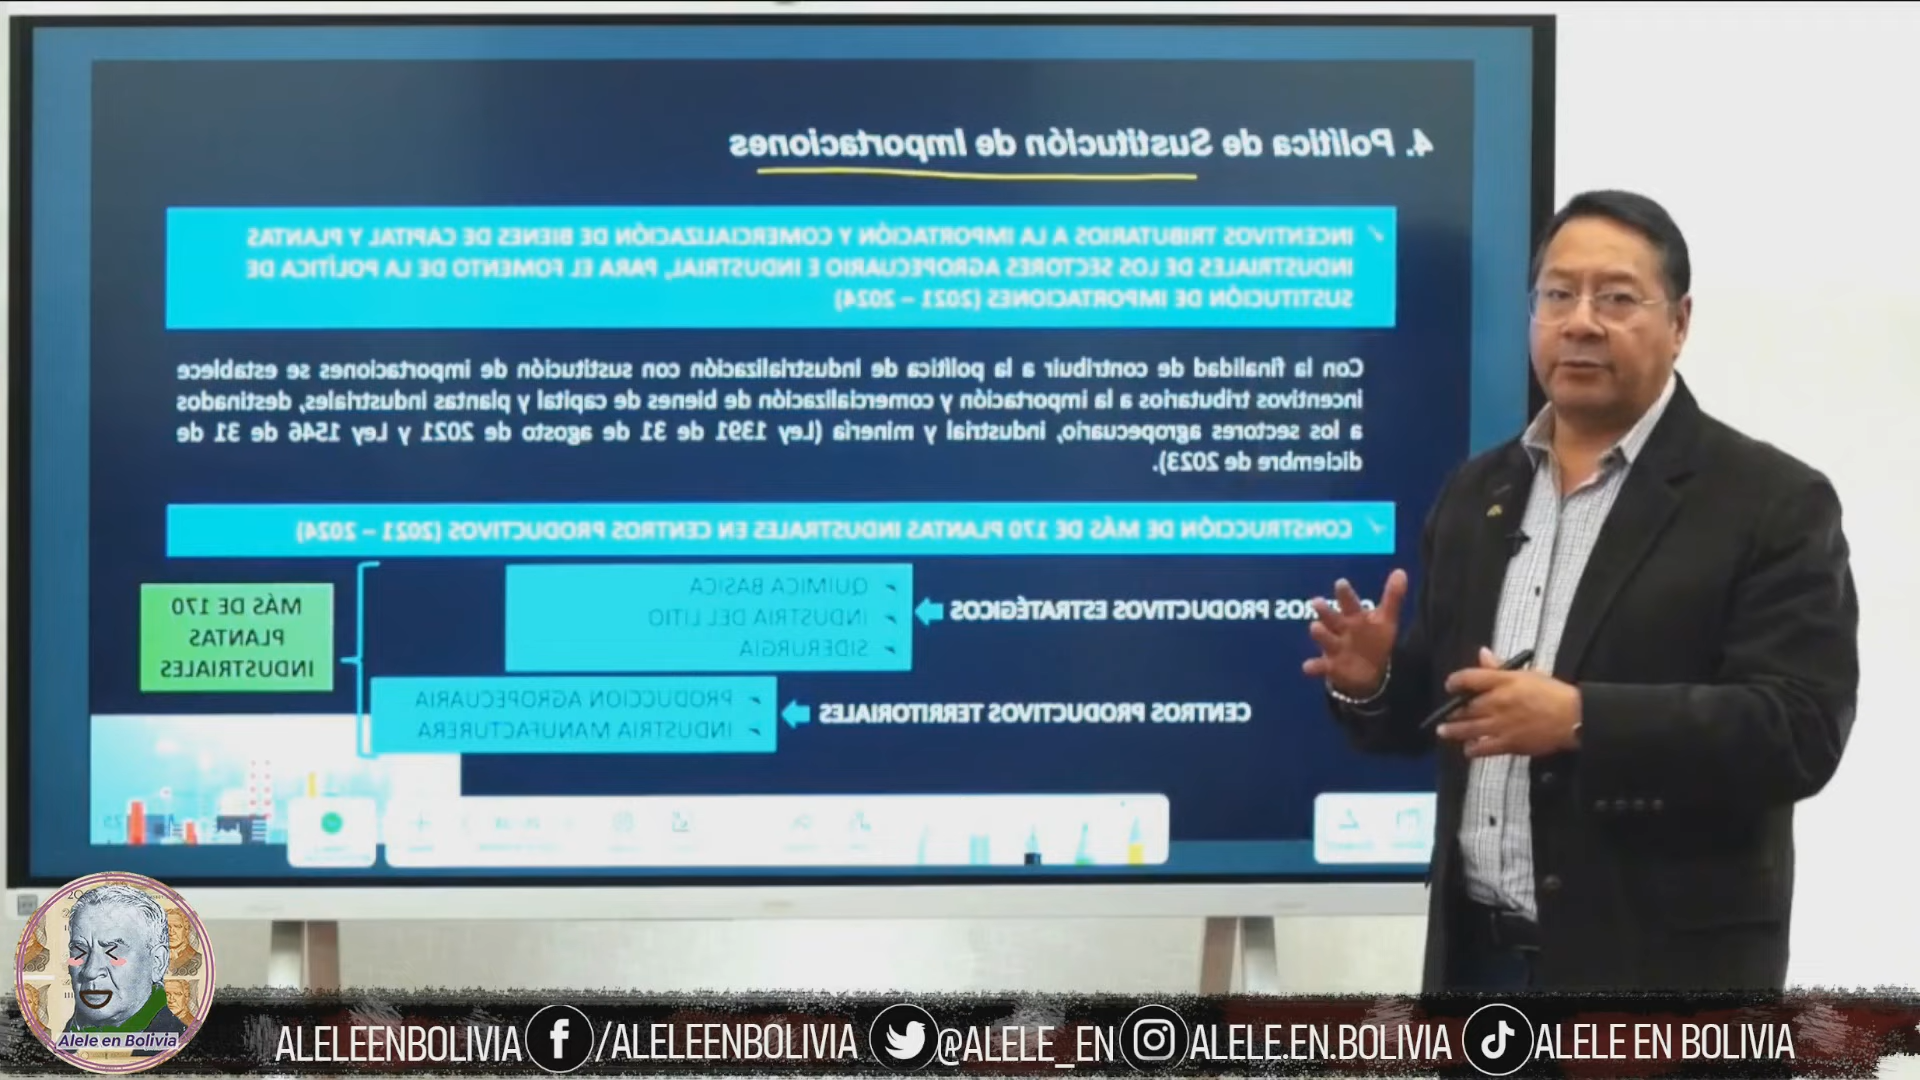 4. Política de Sustitución de Importaciones
✓ INCENTIVOS TRIBUTARIOS A LA IMPORTACIÓN Y COMERCIALIZACIÓN DE BIENES DE CAPITAL Y PLANTAS
INDUSTRIALES DE LOS SECTORES AGROPECUARIO E INDUSTRIAL, PARA EL FOMENTO DE LA POLÍTICA DE
SUSTITUCIÓN DE IMPORTACIONES (2021 – 2024)
Con la finalidad de contribuir a la política de industrialización con sustitución de importaciones se establece
incentivos tributarios a la importación y comercialización de bienes de capital y plantas industriales, destinados
a los sectores agropecuario, industrial y minería (Ley 1391 de 31 de agosto de 2021 y Ley 1546 de 31 de
diciembre de 2023).
✓ CONSTRUCCIÓN DE MÁS DE 170 PLANTAS INDUSTRIALES EN CENTROS PRODUCTIVOS (2021 – 2024)
PRODUCTIVOS ESTRATÉGICOS
QUIMICA BASICA
INDUSTRIA DEL LITIO
SIDERURGIA
CENTROS PRODUCTIVOS TERRITORIALES
PRODUCCION AGROPECUARIA
INDUSTRIA MANUFACTURERA
MÁS DE 170
PLANTAS
INDUSTRIALES
25
Alele en Bolivia
ALELEENBOLIVIA /ALELEENBOLIVIA @ALELE_EN ALELE.EN.BOLIVIA ALELE EN BOLIVIA